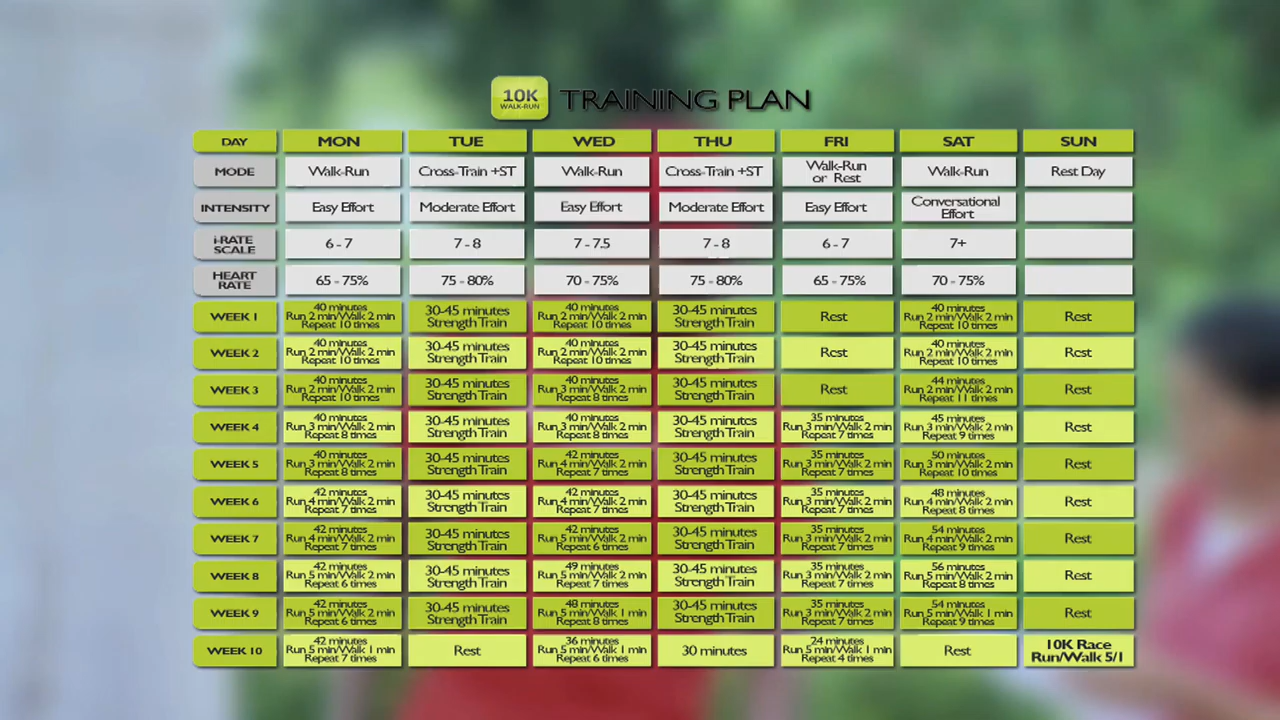 10K
WALK-RUN
TRAINING PLAN
DAY MON TUE WED THU FRI SAT SUN
MODE Walk-Run Cross-Train +ST Walk-Run Cross-Train +ST Walk-Run or Rest Walk-Run Rest Day
INTENSITY Easy Effort Moderate Effort Easy Effort Moderate Effort Easy Effort Conversational Effort
i-RATE SCALE 6 - 7 7 - 8 7 - 7.5 7 - 8 6 - 7 7+
HEART RATE 65 - 75% 75 - 80% 70 - 75% 75 - 80% 65 - 75% 70 - 75%
WEEK 1 40 minutes Run 2 min/Walk 2 min Repeat 10 times 30-45 minutes Strength Train 40 minutes Run 2 min/Walk 2 min Repeat 10 times 30-45 minutes Strength Train Rest 40 minutes Run 2 min/Walk 2 min Repeat 10 times Rest
WEEK 2 40 minutes Run 2 min/Walk 2 min Repeat 10 times 30-45 minutes Strength Train 40 minutes Run 2 min/Walk 2 min Repeat 10 times 30-45 minutes Strength Train Rest 40 minutes Run 2 min/Walk 2 min Repeat 10 times Rest
WEEK 3 40 minutes Run 2 min/Walk 2 min Repeat 10 times 30-45 minutes Strength Train 40 minutes Run 3 min/Walk 2 min Repeat 8 times 30-45 minutes Strength Train Rest 44 minutes Run 2 min/Walk 2 min Repeat 11 times Rest
WEEK 4 40 minutes Run 3 min/Walk 2 min Repeat 8 times 30-45 minutes Strength Train 40 minutes Run 3 min/Walk 2 min Repeat 8 times 30-45 minutes Strength Train 35 minutes Run 3 min/Walk 2 min Repeat 7 times 45 minutes Run 3 min/Walk 2 min Repeat 9 times Rest
WEEK 5 40 minutes Run 3 min/Walk 2 min Repeat 8 times 30-45 minutes Strength Train 42 minutes Run 4 min/Walk 2 min Repeat 7 times 30-45 minutes Strength Train 35 minutes Run 3 min/Walk 2 min Repeat 7 times 50 minutes Run 3 min/Walk 2 min Repeat 10 times Rest
WEEK 6 42 minutes Run 4 min/Walk 2 min Repeat 7 times 30-45 minutes Strength Train 42 minutes Run 4 min/Walk 2 min Repeat 7 times 30-45 minutes Strength Train 35 minutes Run 3 min/Walk 2 min Repeat 7 times 48 minutes Run 4 min/Walk 2 min Repeat 8 times Rest
WEEK 7 42 minutes Run 4 min/Walk 2 min Repeat 7 times 30-45 minutes Strength Train 42 minutes Run 5 min/Walk 2 min Repeat 6 times 30-45 minutes Strength Train 35 minutes Run 3 min/Walk 2 min Repeat 7 times 54 minutes Run 4 min/Walk 2 min Repeat 9 times Rest
WEEK 8 42 minutes Run 5 min/Walk 2 min Repeat 6 times 30-45 minutes Strength Train 49 minutes Run 5 min/Walk 2 min Repeat 7 times 30-45 minutes Strength Train 35 minutes Run 3 min/Walk 2 min Repeat 7 times 56 minutes Run 5 min/Walk 2 min Repeat 8 times Rest
WEEK 9 42 minutes Run 5 min/Walk 2 min Repeat 6 times 30-45 minutes Strength Train 48 minutes Run 5 min/Walk 1 min Repeat 8 times 30-45 minutes Strength Train 35 minutes Run 3 min/Walk 2 min Repeat 7 times 54 minutes Run 5 min/Walk 1 min Repeat 9 times Rest
WEEK 10 42 minutes Run 5 min/Walk 1 min Repeat 7 times Rest 36 minutes Run 5 min/Walk 1 min Repeat 6 times 30 minutes 24 minutes Run 5 min/Walk 1 min Repeat 4 times Rest 10K Race Run/Walk 5/1